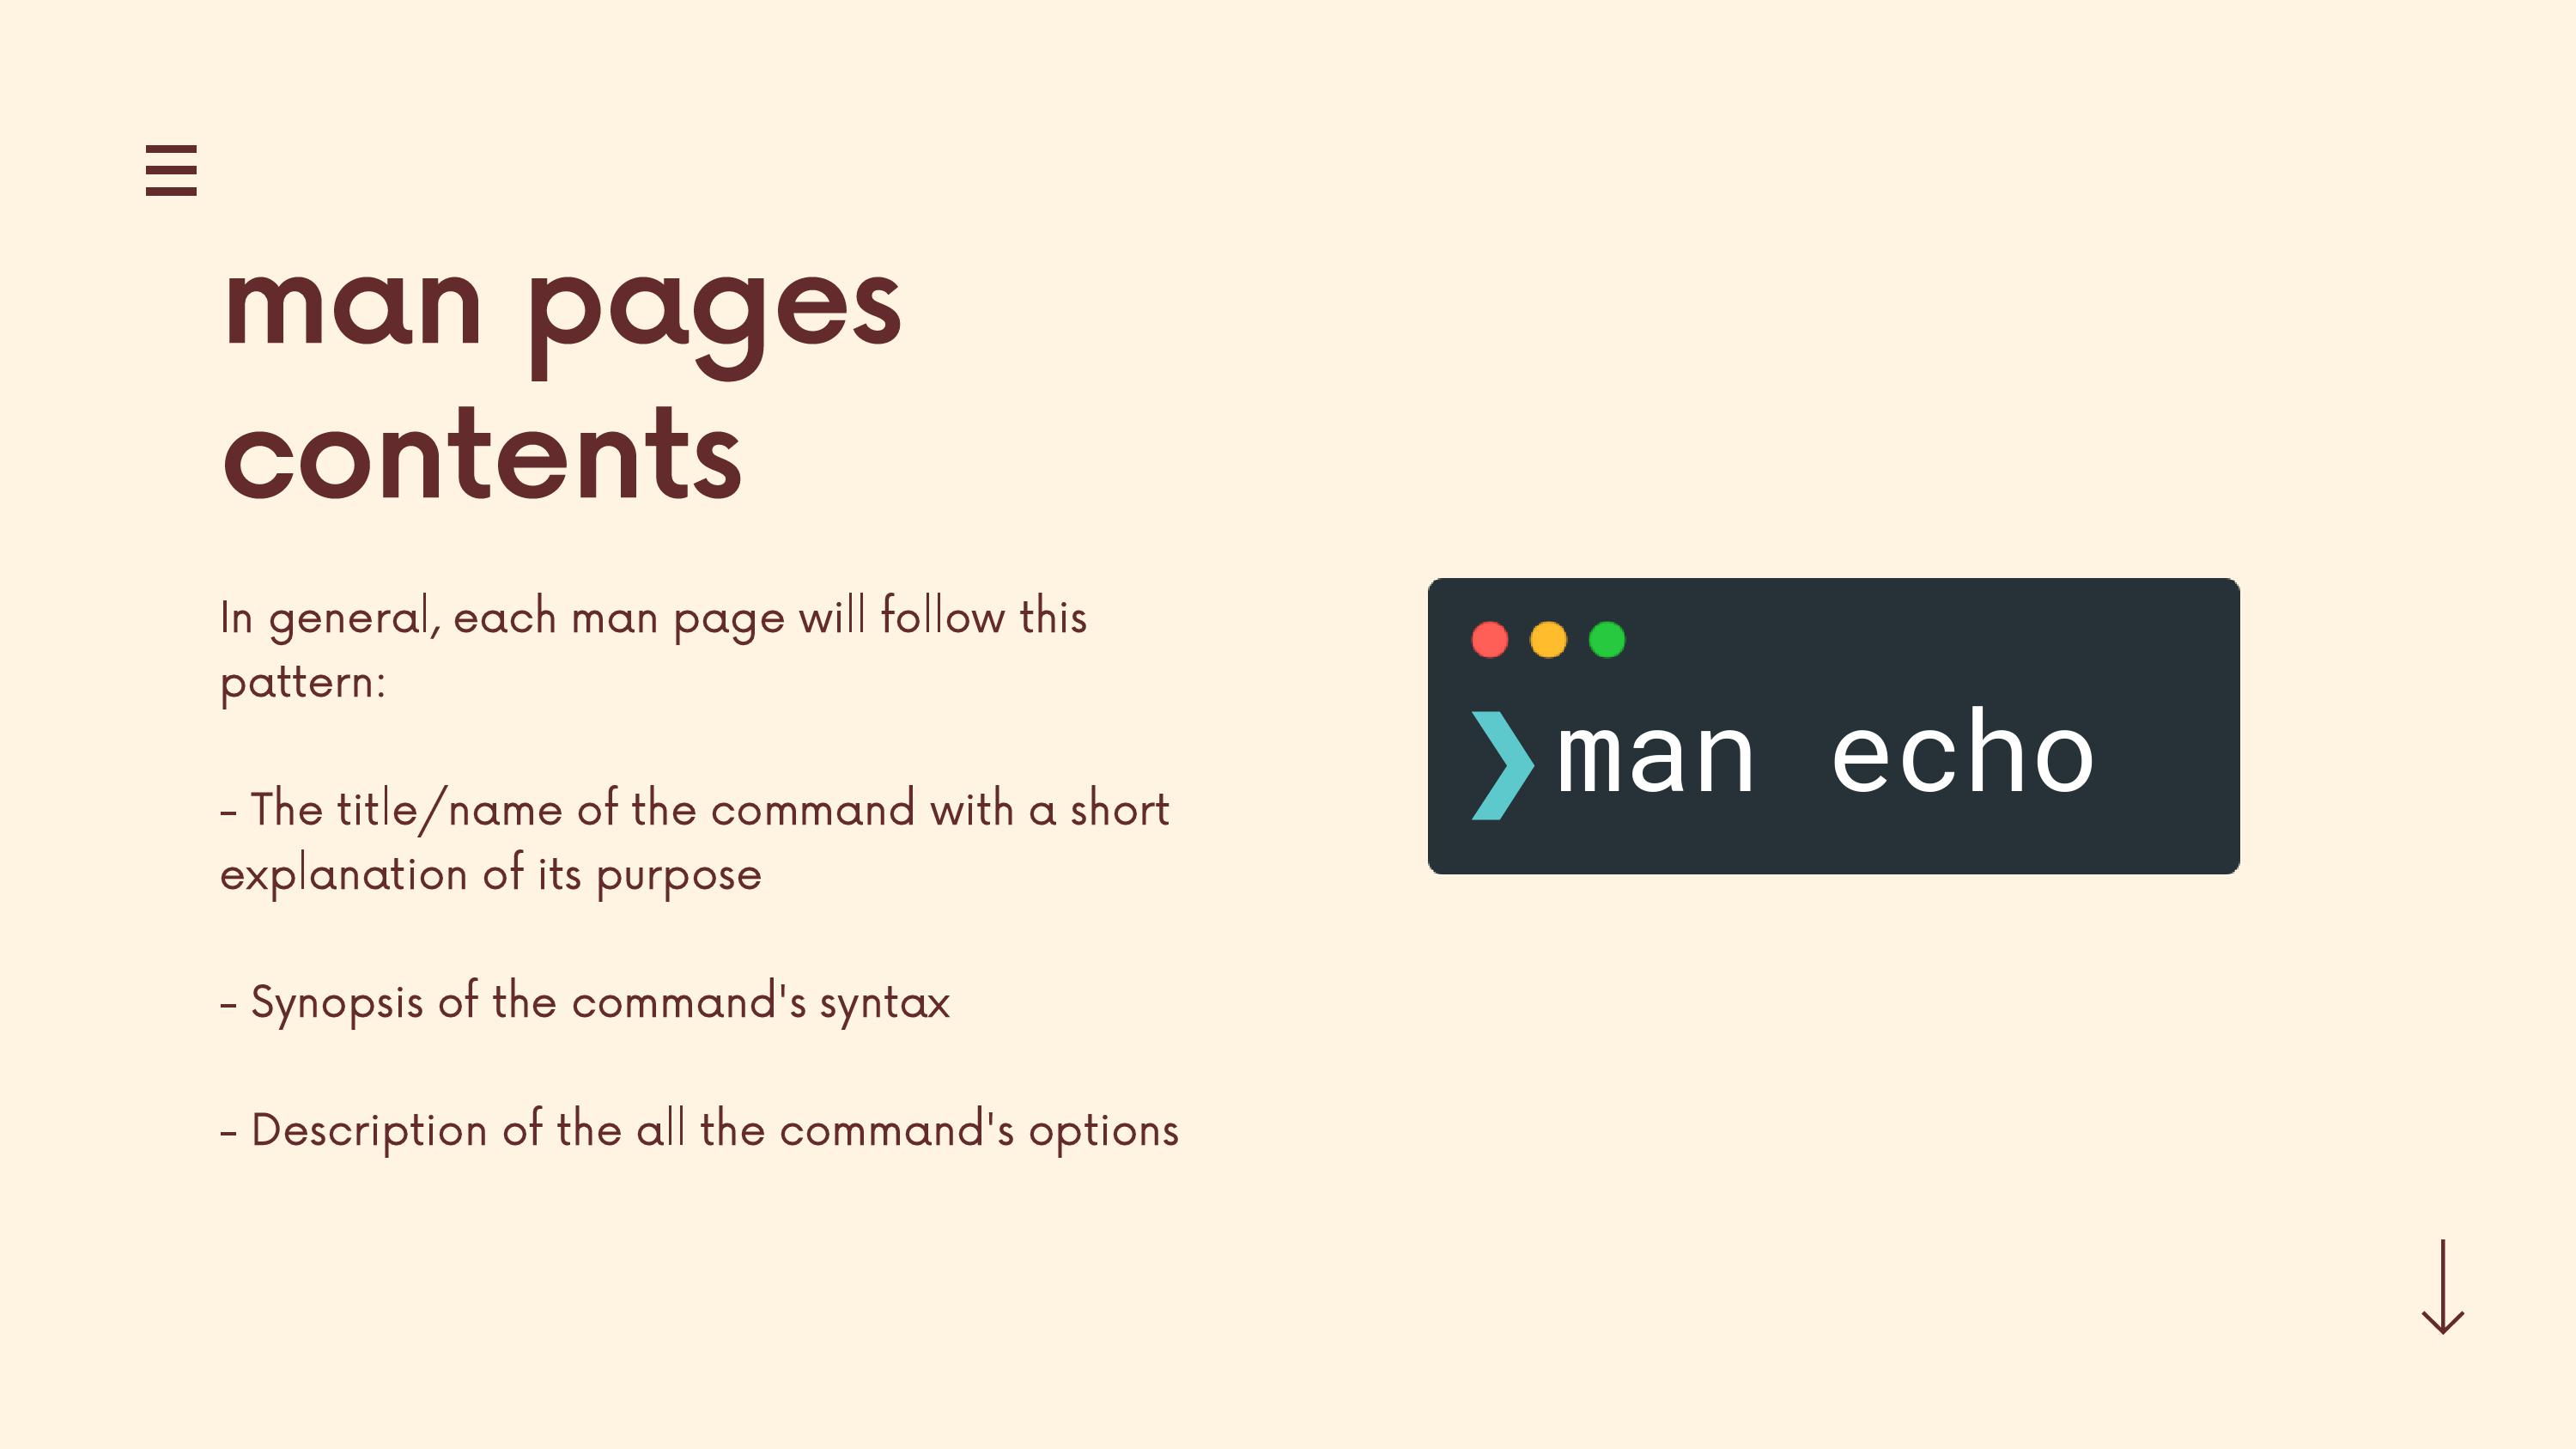 man pages
contents
In general, each man page will follow this
pattern:
- The title/name of the command with a short
explanation of its purpose
- Synopsis of the command's syntax
- Description of the all the command's options
❯man echo